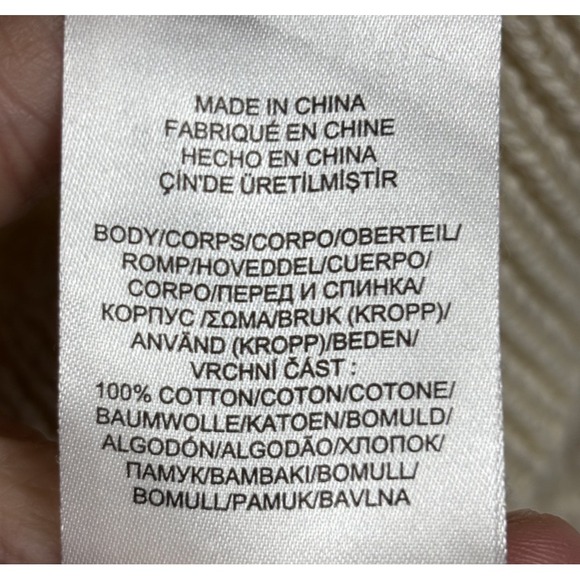 MADE IN CHINA
FABRIQUÉ EN CHINE
HECHO EN CHINA
ÇİN'DE ÜRETİLMİŞTİR
BODY/CORPS/CORPO/OBERTEIL/
ROMP/HOVEDDEL/CUERPO/
CORPO/ПЕРЕД И СПИНКА/
КОРПУС /ΣΩΜΑ/BRUK (KROPP)/
ANVÄND (KROPP)/BEDEN/
VRCHNÍ ČÁST :
100% COTTON/COTON/COTONE/
BAUMWOLLE/KATOEN/BOMULD/
ALGODÓN/ALGODÃO/ХЛОПОК/
ПАМУК/ΒΑΜΒΑΚΙ/BOMULL/
BOMULL/PAMUK/BAVLNA